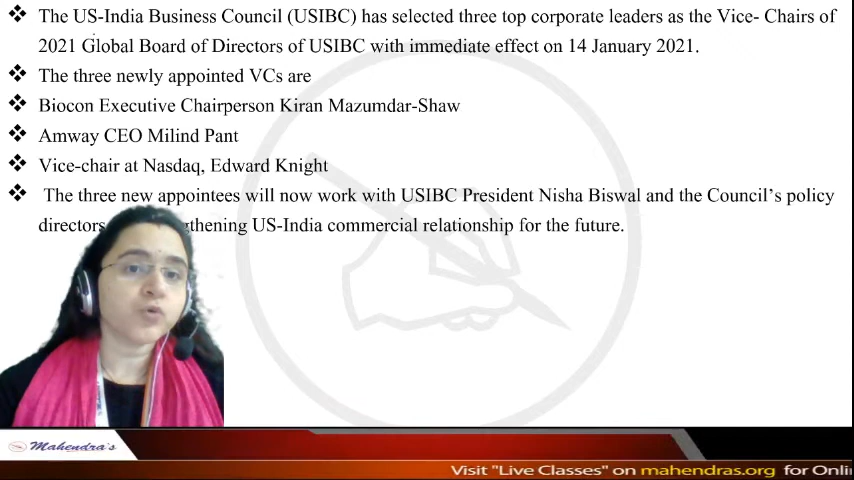 ❖ The US-India Business Council (USIBC) has selected three top corporate leaders as the Vice- Chairs of
2021 Global Board of Directors of USIBC with immediate effect on 14 January 2021.
❖ The three newly appointed VCs are
❖ Biocon Executive Chairperson Kiran Mazumdar-Shaw
❖ Amway CEO Milind Pant
❖ Vice-chair at Nasdaq, Edward Knight
❖ The three new appointees will now work with USIBC President Nisha Biswal and the Council's policy
directors gthening US-India commercial relationship for the future.
Mahendra's
Visit "Live Classes" on mahendras.org for Onli